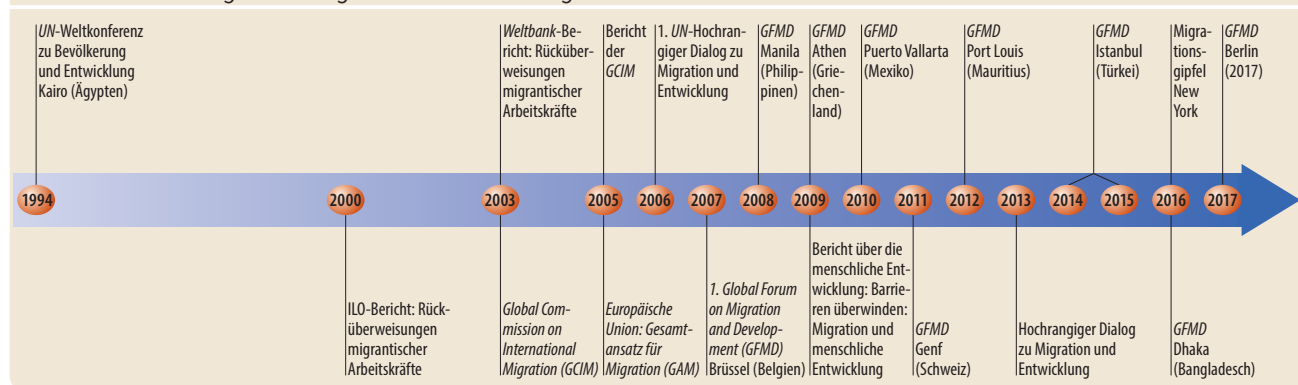 UN-Weltkonferenz
zu Bevölkerung
und Entwicklung
Kairo (Ägypten)
Weltbank-Be-
richt: Rücküber-
weisungen
migrantischer
Arbeitskräfte
Bericht
der
GCIM
1. UN-Hochran-
giger Dialog zu
Migration und
Entwicklung
GFMD
Manila
(Philip-
pinen)
GFMD
Athen
(Grie-
chen-
land)
GFMD
Puerto Vallarta
(Mexiko)
GFMD
Port Louis
(Mauritius)
GFMD
Istanbul
(Türkei)
Migra-
tions-
gipfel
New
York
GFMD
Berlin
(2017)
1994 2000 2003 2005 2006 2007 2008 2009 2010 2011 2012 2013 2014 2015 2016 2017
ILO-Bericht: Rück-
überweisungen
migrantischer
Arbeitskräfte
Global Com-
mission on
International
Migration (GCIM)
Europäische
Union: Gesamt-
ansatz für
Migration (GAM)
1. Global Forum
on Migration
and Develop-
ment (GFMD)
Brüssel (Belgien)
Bericht über die
menschliche Ent-
wicklung: Barrie-
ren überwinden:
Migration und
menschliche
Entwicklung
GFMD
Genf
(Schweiz)
Hochrangiger Dialog
zu Migration und
Entwicklung
GFMD
Dhaka
(Bangladesch)